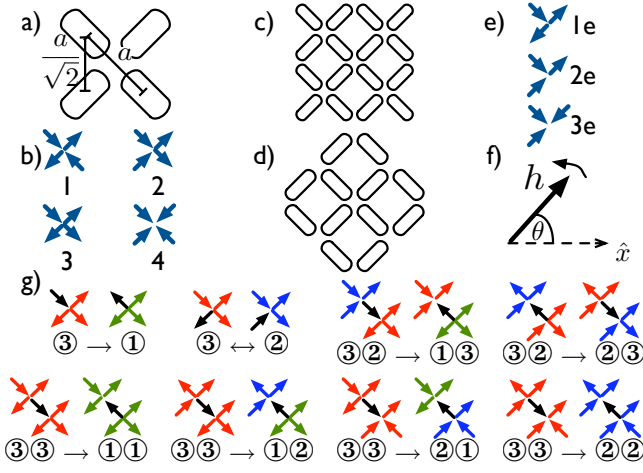 a)
a
√2
a
b)
1
2
3
4
c)
d)
e)
1e
2e
3e
f)
h
θ
x̂
g)
③ → ①
③ ↔ ②
③② → ①③
③② → ②③
③③ → ①①
③③ → ①②
③③ → ②①
③③ → ②②